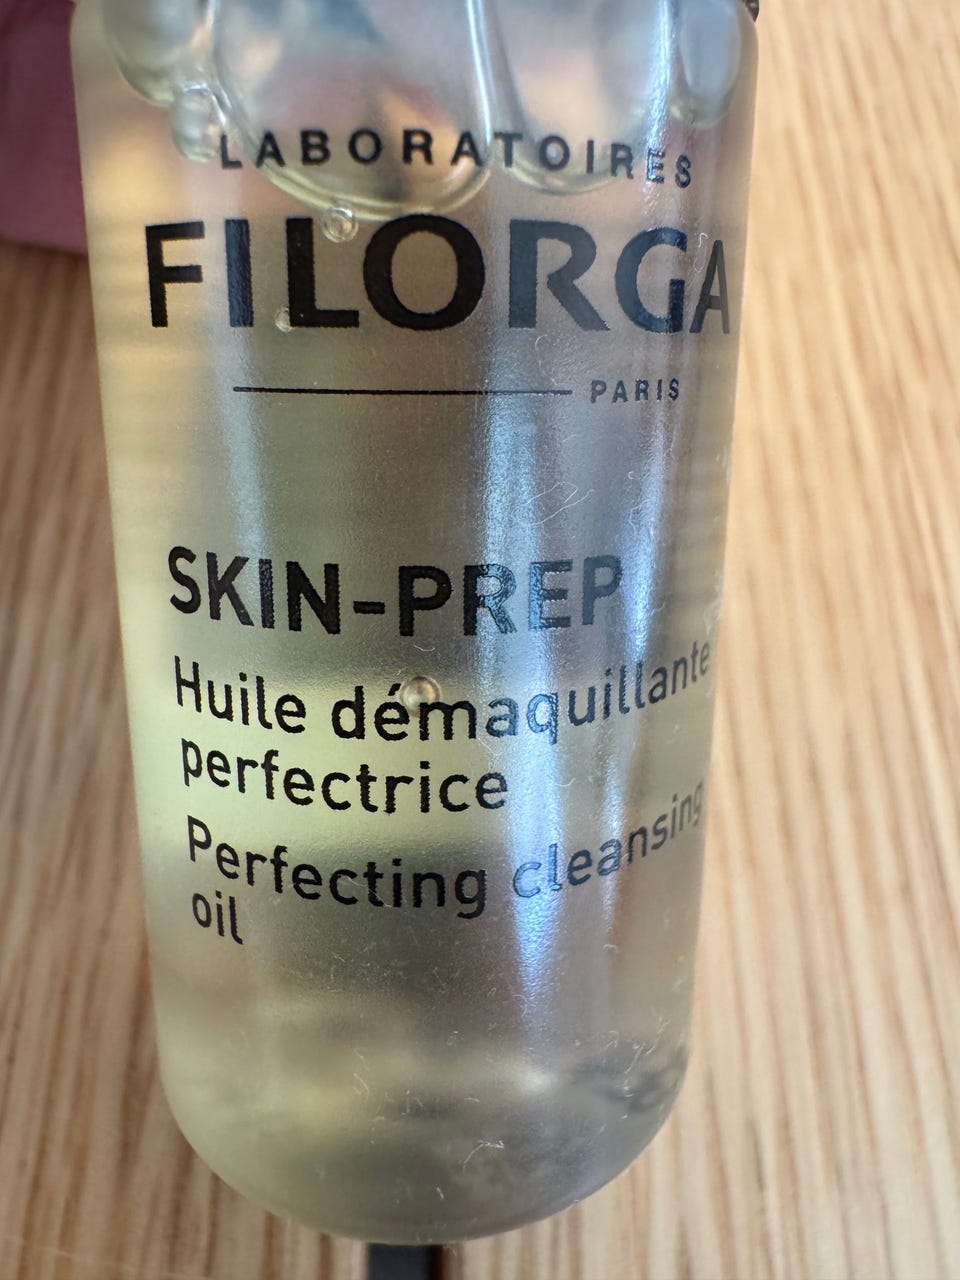 LABORATOIRES
FILORGA
PARIS
SKIN-PREP
Huile démaquillante
perfectrice
Perfecting cleansing
oil